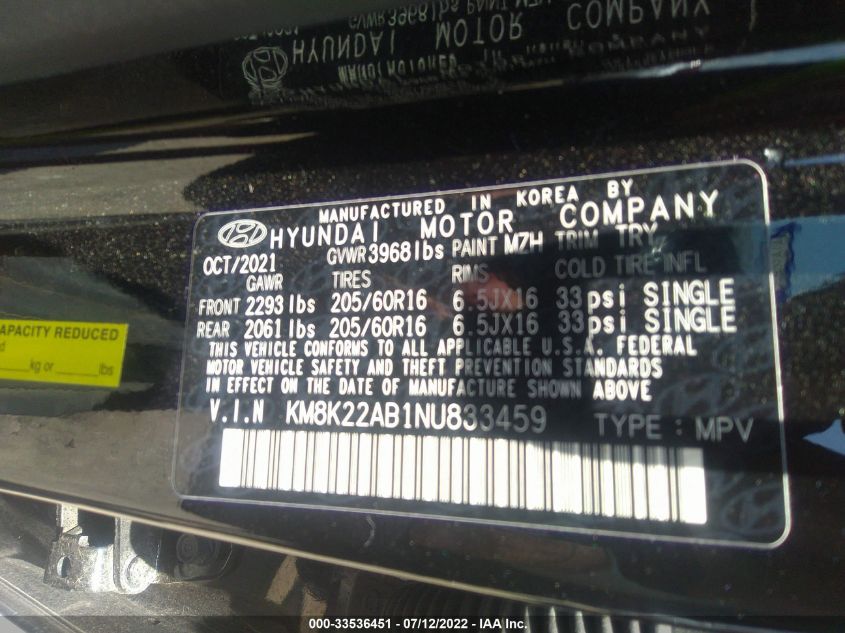 HYUNDAI MOTOR COMPANY
MANUFACTURED IN KOREA BY
HYUNDAI MOTOR COMPANY
OCT/2021 GVWR 3968 lbs PAINT MZH TRIM TRY
GAWR TIRES RIMS COLD TIRE INFL
FRONT 2293 lbs 205/60R16 6.5JX16 33 psi SINGLE
REAR 2061 lbs 205/60R16 6.5JX16 33 psi SINGLE
THIS VEHICLE CONFORMS TO ALL APPLICABLE U.S.A. FEDERAL
MOTOR VEHICLE SAFETY AND THEFT PREVENTION STANDARDS
IN EFFECT ON THE DATE OF MANUFACTURE SHOWN ABOVE
V.I.N KM8K22AB1NU833459 TYPE : MPV
CAPACITY REDUCED
kg or lbs
000-33536451 - 07/12/2022 - IAA Inc.